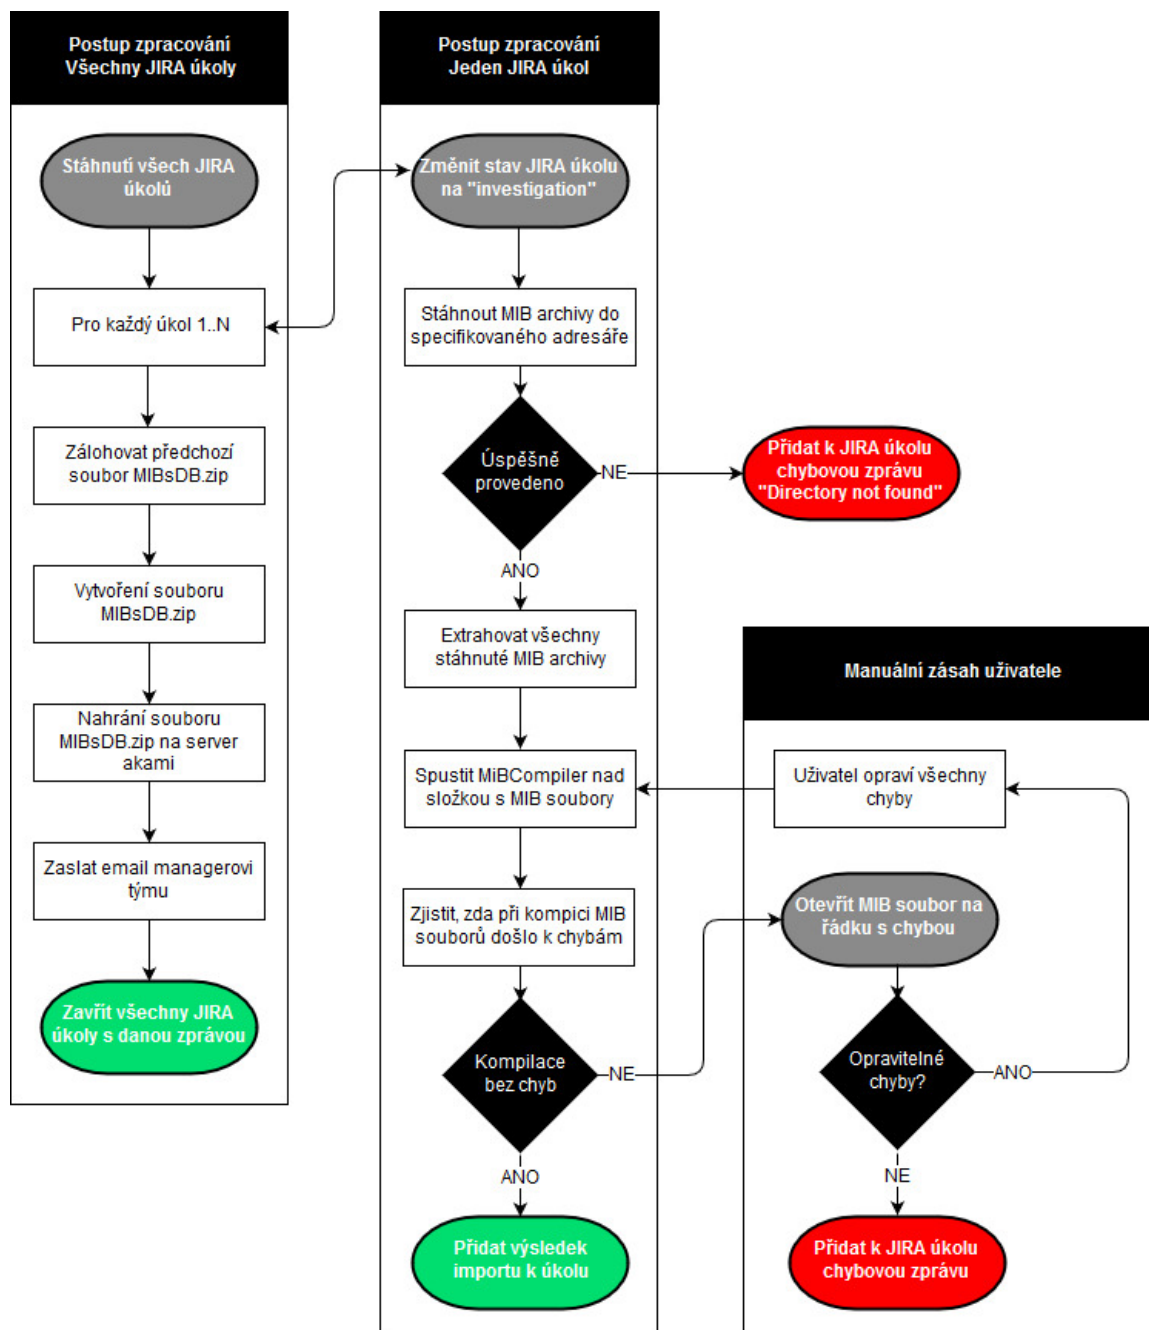 Postup zpracování
Všechny JIRA úkoly
Stáhnutí všech JIRA
úkolů
Pro každý úkol 1..N
Zálohovat předchozí
soubor MIBsDB.zip
Vytvoření souboru
MIBsDB.zip
Nahrání souboru
MIBsDB.zip na server
akami
Zaslat email managerovi
týmu
Zavřít všechny JIRA
úkoly s danou zprávou
Postup zpracování
Jeden JIRA úkol
Změnit stav JIRA úkolu
na "investigation"
Stáhnout MIB archivy do
specifikovaného adresáře
Úspěšně
provedeno
NE
Přidat k JIRA úkolu
chybovou zprávu
"Directory not found"
ANO
Extrahovat všechny
stáhnuté MIB archivy
Spustit MiBCompiler nad
složkou s MIB soubory
Zjistit, zda při kompici MIB
souborů došlo k chybám
Kompilace
bez chyb
NE
ANO
Přidat výsledek
importu k úkolu
Manuální zásah uživatele
Uživatel opraví všechny
chyby
Otevřít MIB soubor na
řádku s chybou
Opravitelné
chyby?
ANO
NE
Přidat k JIRA úkolu
chybovou zprávu